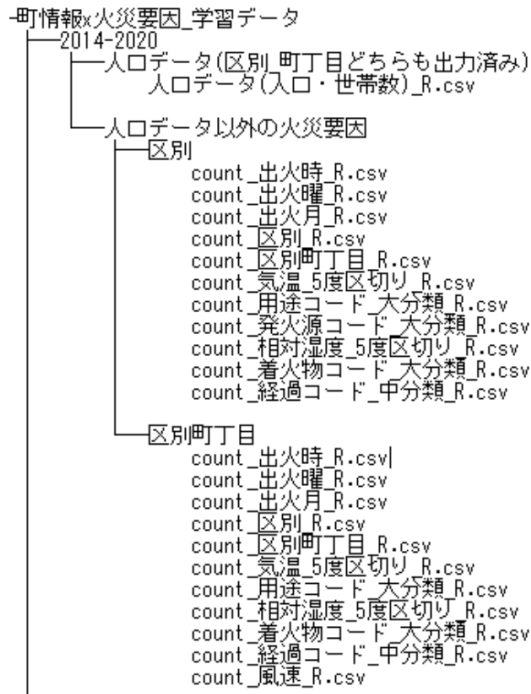 町情報x火災要因_学習データ
2014-2020
人口データ(区別_町丁目どちらも出力済み)
人口データ(人口・世帯数)_R.csv
人口データ以外の火災要因
区別
count_出火時_R.csv
count_出火曜_R.csv
count_出火月_R.csv
count_区別_R.csv
count_区別町丁目_R.csv
count_気温_5度区切り_R.csv
count_用途コード_大分類_R.csv
count_発火源コード_大分類_R.csv
count_相対湿度_5度区切り_R.csv
count_着火物コード_大分類_R.csv
count_経過コード_中分類_R.csv
区別町丁目
count_出火時_R.csv
count_出火曜_R.csv
count_出火月_R.csv
count_区別_R.csv
count_区別町丁目_R.csv
count_気温_5度区切り_R.csv
count_用途コード_大分類_R.csv
count_相対湿度_5度区切り_R.csv
count_着火物コード_大分類_R.csv
count_経過コード_中分類_R.csv
count_風速_R.csv